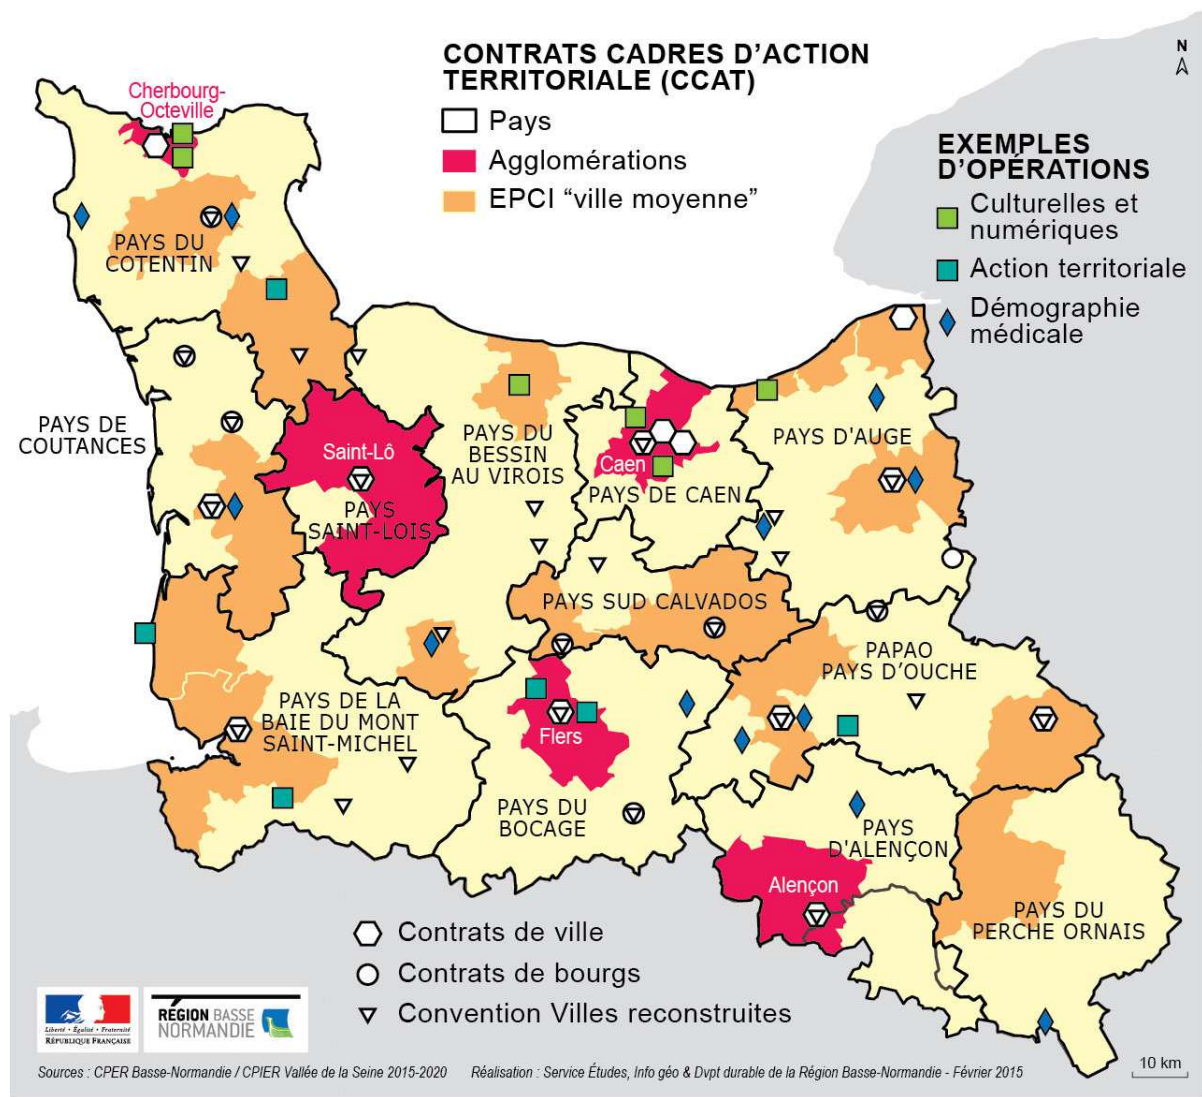 CONTRATS CADRES D’ACTION
TERRITORIALE (CCAT)
Pays
Agglomérations
EPCI “ville moyenne”
N
EXEMPLES
D’OPÉRATIONS
Culturelles et
numériques
Action territoriale
Démographie
médicale
Cherbourg-
Octeville
PAYS DU
COTENTIN
PAYS DE
COUTANCES
Saint-Lô
PAYS
SAINT-LOIS
PAYS DU
BESSIN
AU VIROIS
Caen
PAYS DE CAEN
PAYS D'AUGE
PAYS SUD CALVADOS
PAPAO
PAYS D’OUCHE
PAYS DE LA
BAIE DU MONT
SAINT-MICHEL
Flers
PAYS DU
BOCAGE
PAYS
D'ALENÇON
Alençon
PAYS DU
PERCHE ORNAIS
Contrats de ville
Contrats de bourgs
Convention Villes reconstruites
Liberté • Égalité • Fraternité
RÉPUBLIQUE FRANÇAISE
RÉGION BASSE
NORMANDIE
10 km
Sources : CPER Basse-Normandie / CPIER Vallée de la Seine 2015-2020 Réalisation : Service Études, Info géo & Dvpt durable de la Région Basse-Normandie - Février 2015